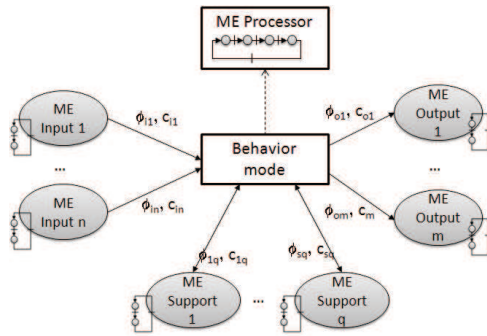 ME Processor
ME
Input 1
ϕi1, ci1
Behavior
mode
ϕo1, co1
ME
Output
1
...
...
ME
Input n
ϕin, cin
ϕom, cm
ME
Output
m
ϕ1q, c1q
ϕsq, csq
ME
Support
1
...
ME
Support
q